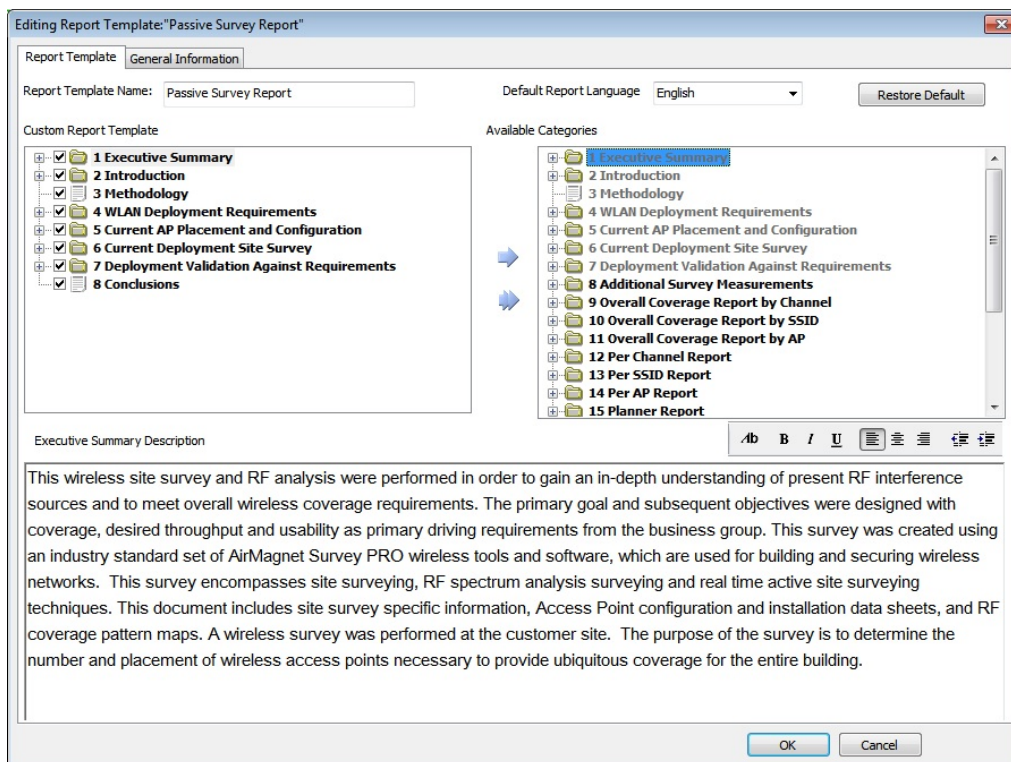 Editing Report Template:"Passive Survey Report"
Report Template
General Information
Report Template Name:
Passive Survey Report
Default Report Language
English
Restore Default
Custom Report Template
1 Executive Summary
2 Introduction
3 Methodology
4 WLAN Deployment Requirements
5 Current AP Placement and Configuration
6 Current Deployment Site Survey
7 Deployment Validation Against Requirements
8 Conclusions
Available Categories
1 Executive Summary
2 Introduction
3 Methodology
4 WLAN Deployment Requirements
5 Current AP Placement and Configuration
6 Current Deployment Site Survey
7 Deployment Validation Against Requirements
8 Additional Survey Measurements
9 Overall Coverage Report by Channel
10 Overall Coverage Report by SSID
11 Overall Coverage Report by AP
12 Per Channel Report
13 Per SSID Report
14 Per AP Report
15 Planner Report
Executive Summary Description
Ab B I U
This wireless site survey and RF analysis were performed in order to gain an in-depth understanding of present RF interference
sources and to meet overall wireless coverage requirements. The primary goal and subsequent objectives were designed with
coverage, desired throughput and usability as primary driving requirements from the business group. This survey was created using
an industry standard set of AirMagnet Survey PRO wireless tools and software, which are used for building and securing wireless
networks.  This survey encompasses site surveying, RF spectrum analysis surveying and real time active site surveying
techniques. This document includes site survey specific information, Access Point configuration and installation data sheets, and RF
coverage pattern maps. A wireless survey was performed at the customer site.  The purpose of the survey is to determine the
number and placement of wireless access points necessary to provide ubiquitous coverage for the entire building.
OK
Cancel